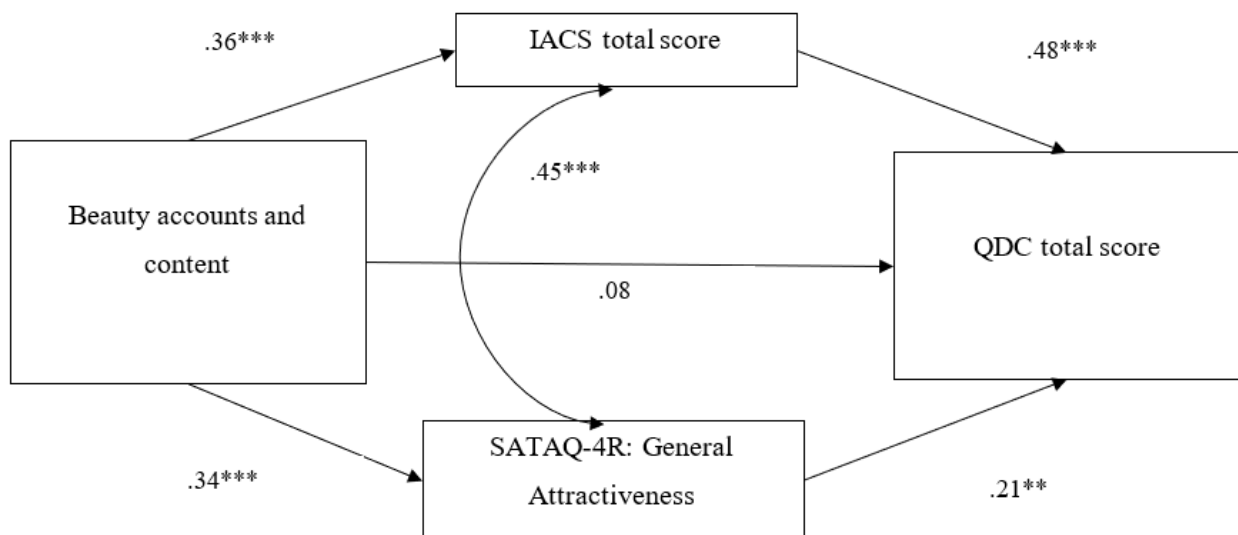 .36***
IACS total score
.48***
.45***
Beauty accounts and
content
QDC total score
.08
SATAQ-4R: General
Attractiveness
.34***
.21**